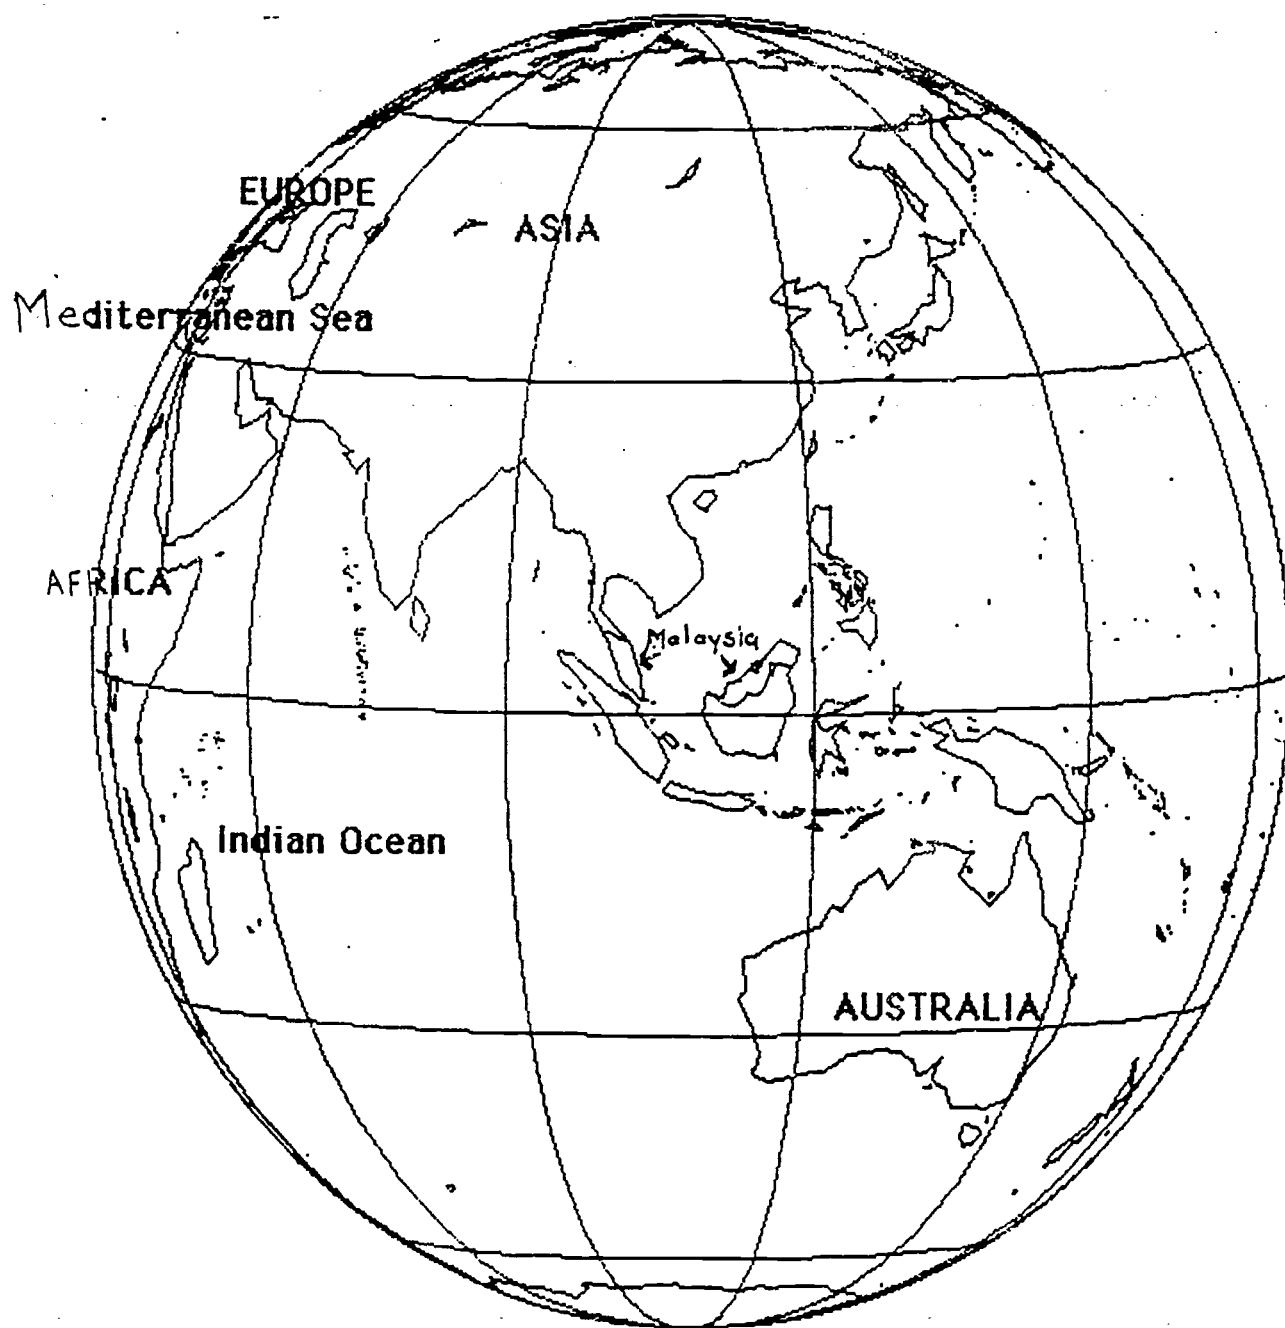 EUROPE
ASIA
Mediterranean Sea
AFRICA
Malaysia
Indian Ocean
AUSTRALIA